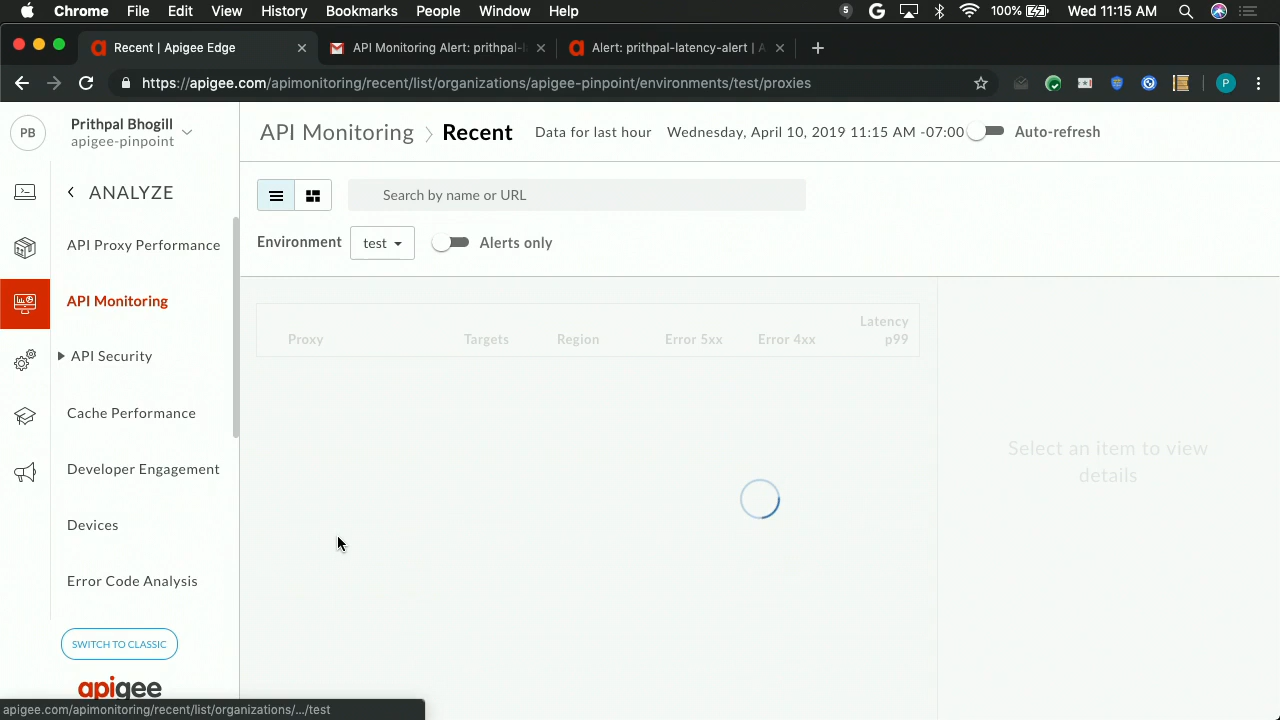 Chrome File Edit View History Bookmarks People Window Help 5 100% Wed 11:15 AM
Recent | Apigee Edge
API Monitoring Alert: prithpal-l
Alert: prithpal-latency-alert | A
https://apigee.com/apimonitoring/recent/list/organizations/apigee-pinpoint/environments/test/proxies
P
PB
Prithpal Bhogill
apigee-pinpoint
API Monitoring Recent Data for last hour Wednesday, April 10, 2019 11:15 AM -07:00 Auto-refresh
ANALYZE
API Proxy Performance
API Monitoring
API Security
Cache Performance
Developer Engagement
Devices
Error Code Analysis
SWITCH TO CLASSIC
apigee
Search by name or URL
Environment test Alerts only
Proxy Targets Region Error 5xx Error 4xx Latency p99
Select an item to view
details
apigee.com/apimonitoring/recent/list/organizations/.../test